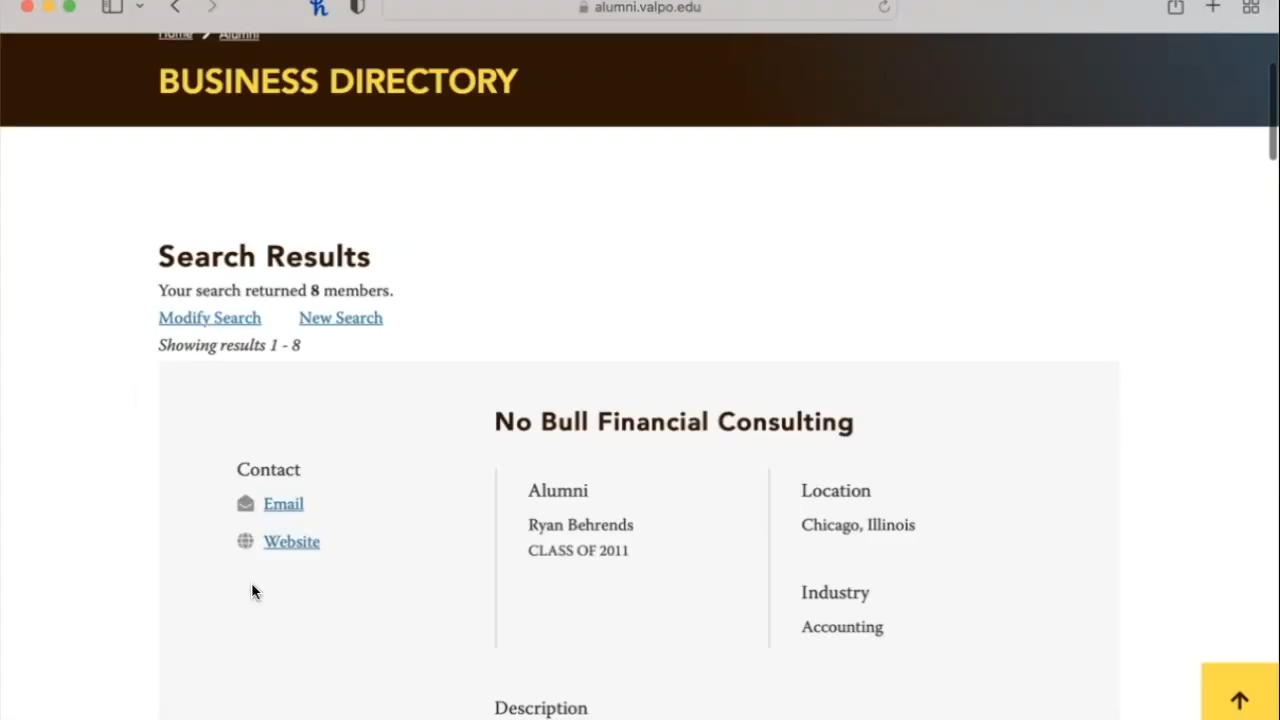 alumni.valpo.edu
Home > Alumni
BUSINESS DIRECTORY
Search Results
Your search returned 8 members.
Modify Search New Search
Showing results 1 - 8
No Bull Financial Consulting
Contact
Email
Website
Alumni
Ryan Behrends
CLASS OF 2011
Location
Chicago, Illinois
Industry
Accounting
Description